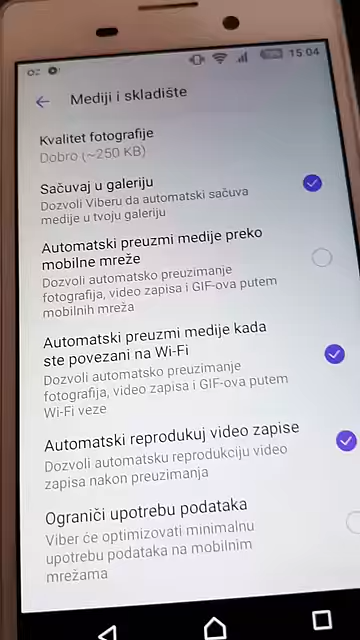 15 04
Mediji i skladište
Kvalitet fotografije
Dobro (~250 KB)
Sačuvaj u galeriju
Dozvoli Viberu da automatski sačuva
medije u tvoju galeriju
Automatski preuzmi medije preko
mobilne mreže
Dozvoli automatsko preuzimanje
fotografija, video zapisa i GIF-ova putem
mobilnih mreža
Automatski preuzmi medije kada
ste povezani na Wi-Fi
Dozvoli automatsko preuzimanje
fotografija, video zapisa i GIF-ova putem
Wi-Fi veze
Automatski reprodukuj video zapise
Dozvoli automatsku reprodukciju video
zapisa nakon preuzimanja
Ograniči upotrebu podataka
Viber će optimizovati minimalnu
upotrebu podataka na mobilnim
mrežama